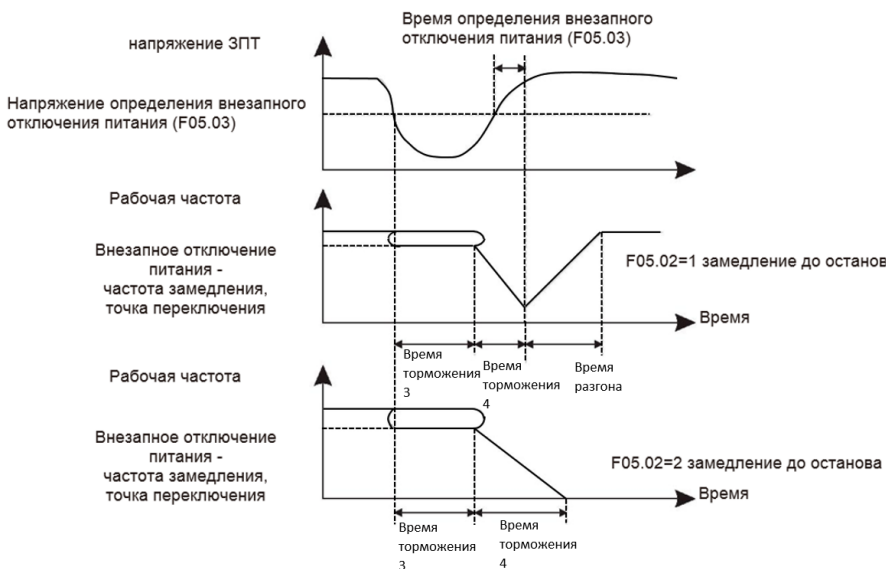 Время определения внезапного
отключения питания (F05.03)
напряжение ЗПТ
Напряжение определения внезапного
отключения питания (F05.03)
Рабочая частота
Внезапное отключение
питания -
частота замедления,
точка переключения
F05.02=1 замедление до останов
Время
Время
торможения
3
Время
торможения
4
Время
разгона
Рабочая частота
Внезапное отключение
питания -
частота замедления,
точка переключения
F05.02=2 замедление до останова
Время
Время
торможения
3
Время
торможения
4